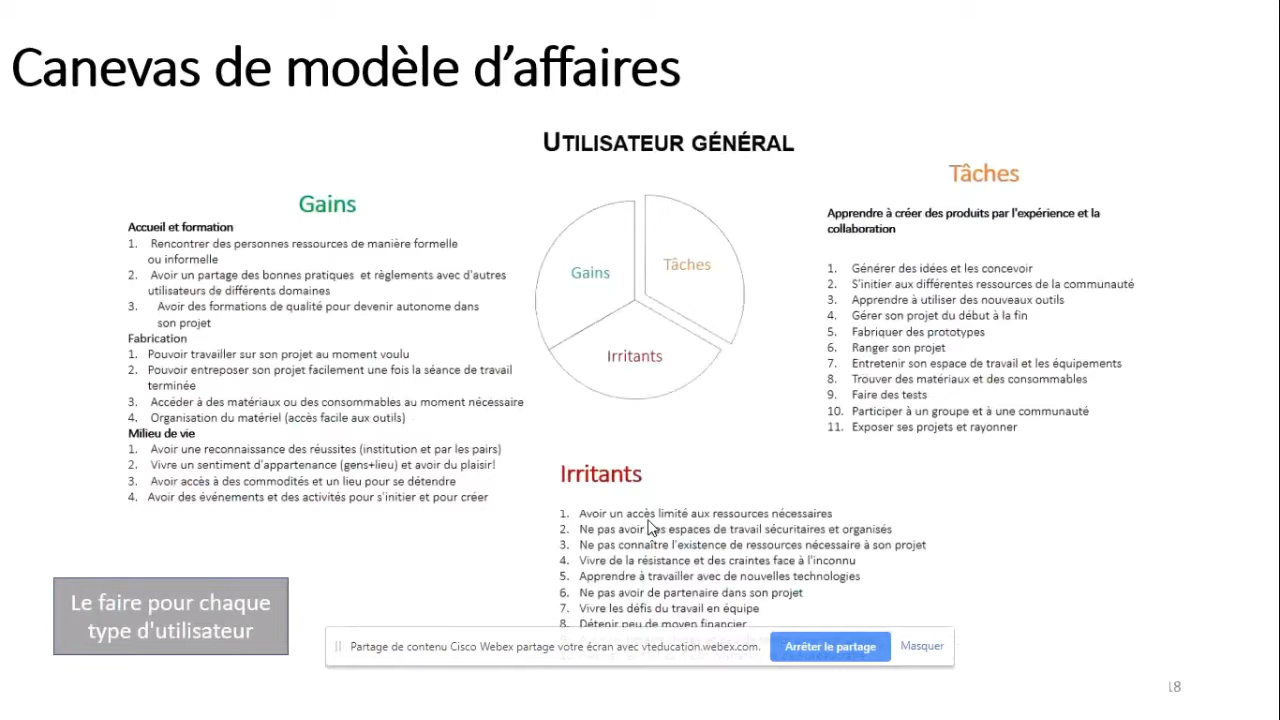 Canevas de modèle d’affaires
UTILISATEUR GÉNÉRAL
Gains
Accueil et formation
1. Rencontrer des personnes ressources de manière formelle
ou informelle
2. Avoir un partage des bonnes pratiques et règlements avec d'autres
utilisateurs de différents domaines
3. Avoir des formations de qualité pour devenir autonome dans
son projet
Fabrication
1. Pouvoir travailler sur son projet au moment voulu
2. Pouvoir entreposer son projet facilement une fois la séance de travail
terminée
3. Accéder à des matériaux ou des consommables au moment nécessaire
4. Organisation du matériel (accès facile aux outils)
Milieu de vie
1. Avoir une reconnaissance des réussites (institution et par les pairs)
2. Vivre un sentiment d'appartenance (gens+lieu) et avoir du plaisir!
3. Avoir accès à des commodités et un lieu pour se détendre
4. Avoir des événements et des activités pour s'initier et pour créer
Gains
Tâches
Irritants
Tâches
Apprendre à créer des produits par l'expérience et la
collaboration
1. Générer des idées et les concevoir
2. S'initier aux différentes ressources de la communauté
3. Apprendre à utiliser des nouveaux outils
4. Gérer son projet du début à la fin
5. Fabriquer des prototypes
6. Ranger son projet
7. Entretenir son espace de travail et les équipements
8. Trouver des matériaux et des consommables
9. Faire des tests
10. Participer à un groupe et à une communauté
11. Exposer ses projets et rayonner
Irritants
1. Avoir un accès limité aux ressources nécessaires
2. Ne pas avoir espaces de travail sécuritaires et organisés
3. Ne pas connaître l'existence de ressources nécessaire à son projet
4. Vivre de la résistance et des craintes face à l'inconnu
5. Apprendre à travailler avec de nouvelles technologies
6. Ne pas avoir de partenaire dans son projet
7. Vivre les défis du travail en équipe
8. Détenir peu de moyen financier
Le faire pour chaque
type d'utilisateur
Partage de contenu Cisco Webex partage votre écran avec vteducation.webex.com.
Arrêter le partage
Masquer
18